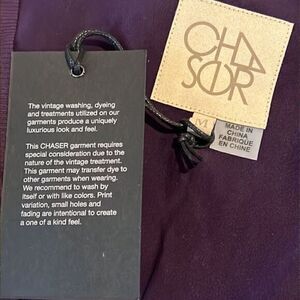 The vintage washing, dyeing
and treatments utilized on our
garments produce a uniquely
luxurious look and feel.
This CHASER garment requires
special consideration due to the
nature of the vintage treatment.
This garment may transfer dye to
other garments when wearing.
We recommend to wash by
itself or with like colors. Print
variation, small holes and
fading are intentional to create
a one of kind feel.
CHA
SER
M
MADE IN
CHINA
FABRIQUE
EN CHINE